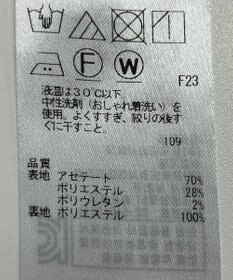 F W F23
液温は30℃以下
中性洗剤（おしゃれ着洗い）を
使用。よくすすぎ、絞りの後す
ぐに干すこと。
109
品質
表地 アセテート 70%
ポリエステル 28%
ポリウレタン 2%
裏地 ポリエステル 100%